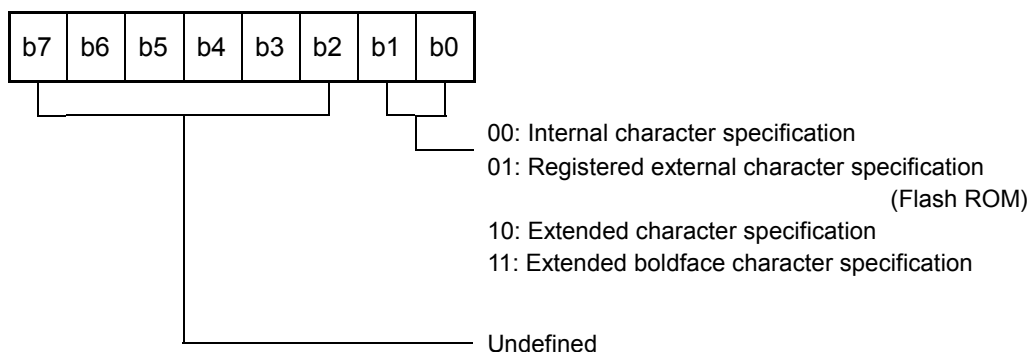 b7 b6 b5 b4 b3 b2 b1 b0
00: Internal character specification
01: Registered external character specification
(Flash ROM)
10: Extended character specification
11: Extended boldface character specification
Undefined